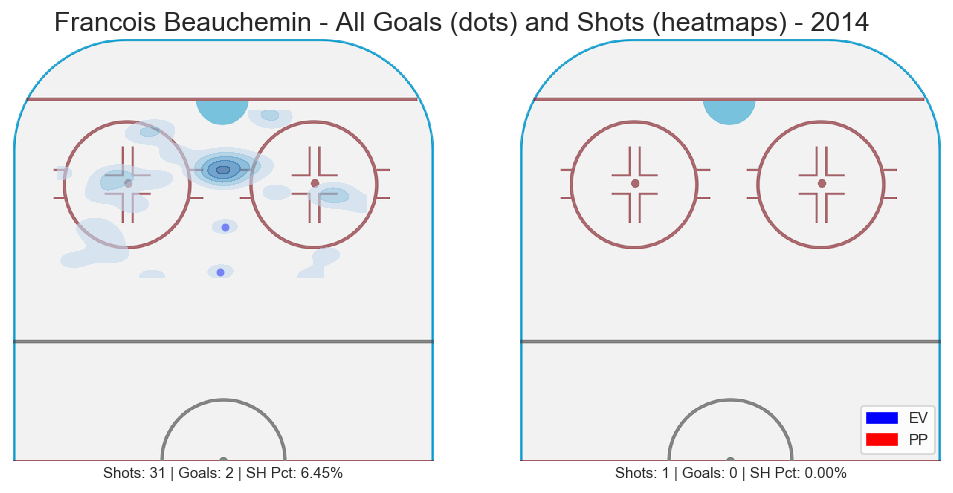 Francois Beauchemin - All Goals (dots) and Shots (heatmaps) - 2014
EV
PP
Shots: 31 | Goals: 2 | SH Pct: 6.45%
Shots: 1 | Goals: 0 | SH Pct: 0.00%